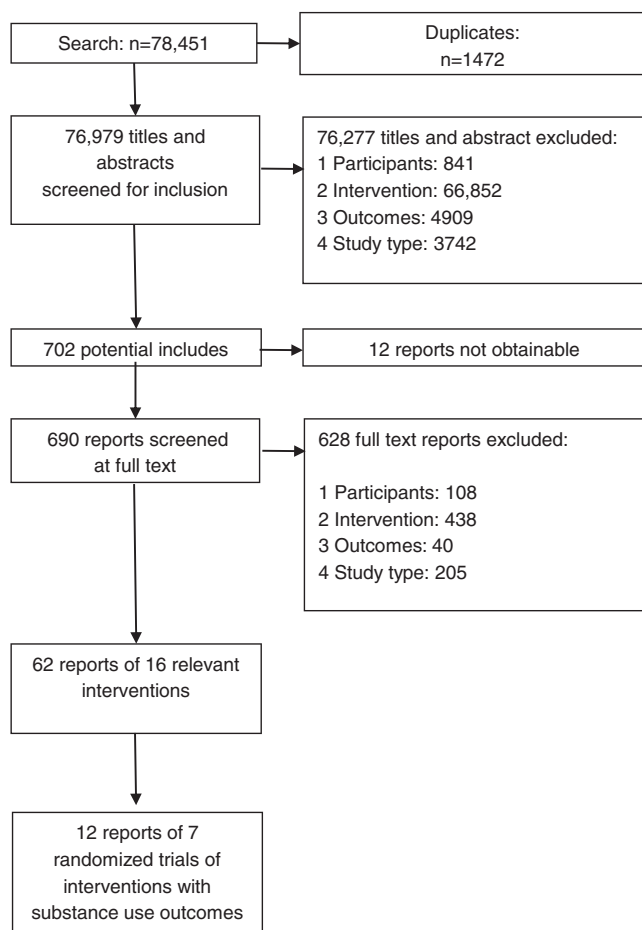 Search: n=78,451
Duplicates:
n=1472
76,979 titles and
abstracts
screened for inclusion
76,277 titles and abstract excluded:
1 Participants: 841
2 Intervention: 66,852
3 Outcomes: 4909
4 Study type: 3742
702 potential includes
12 reports not obtainable
690 reports screened
at full text
628 full text reports excluded:
1 Participants: 108
2 Intervention: 438
3 Outcomes: 40
4 Study type: 205
62 reports of 16 relevant
interventions
12 reports of 7
randomized trials of
interventions with
substance use outcomes